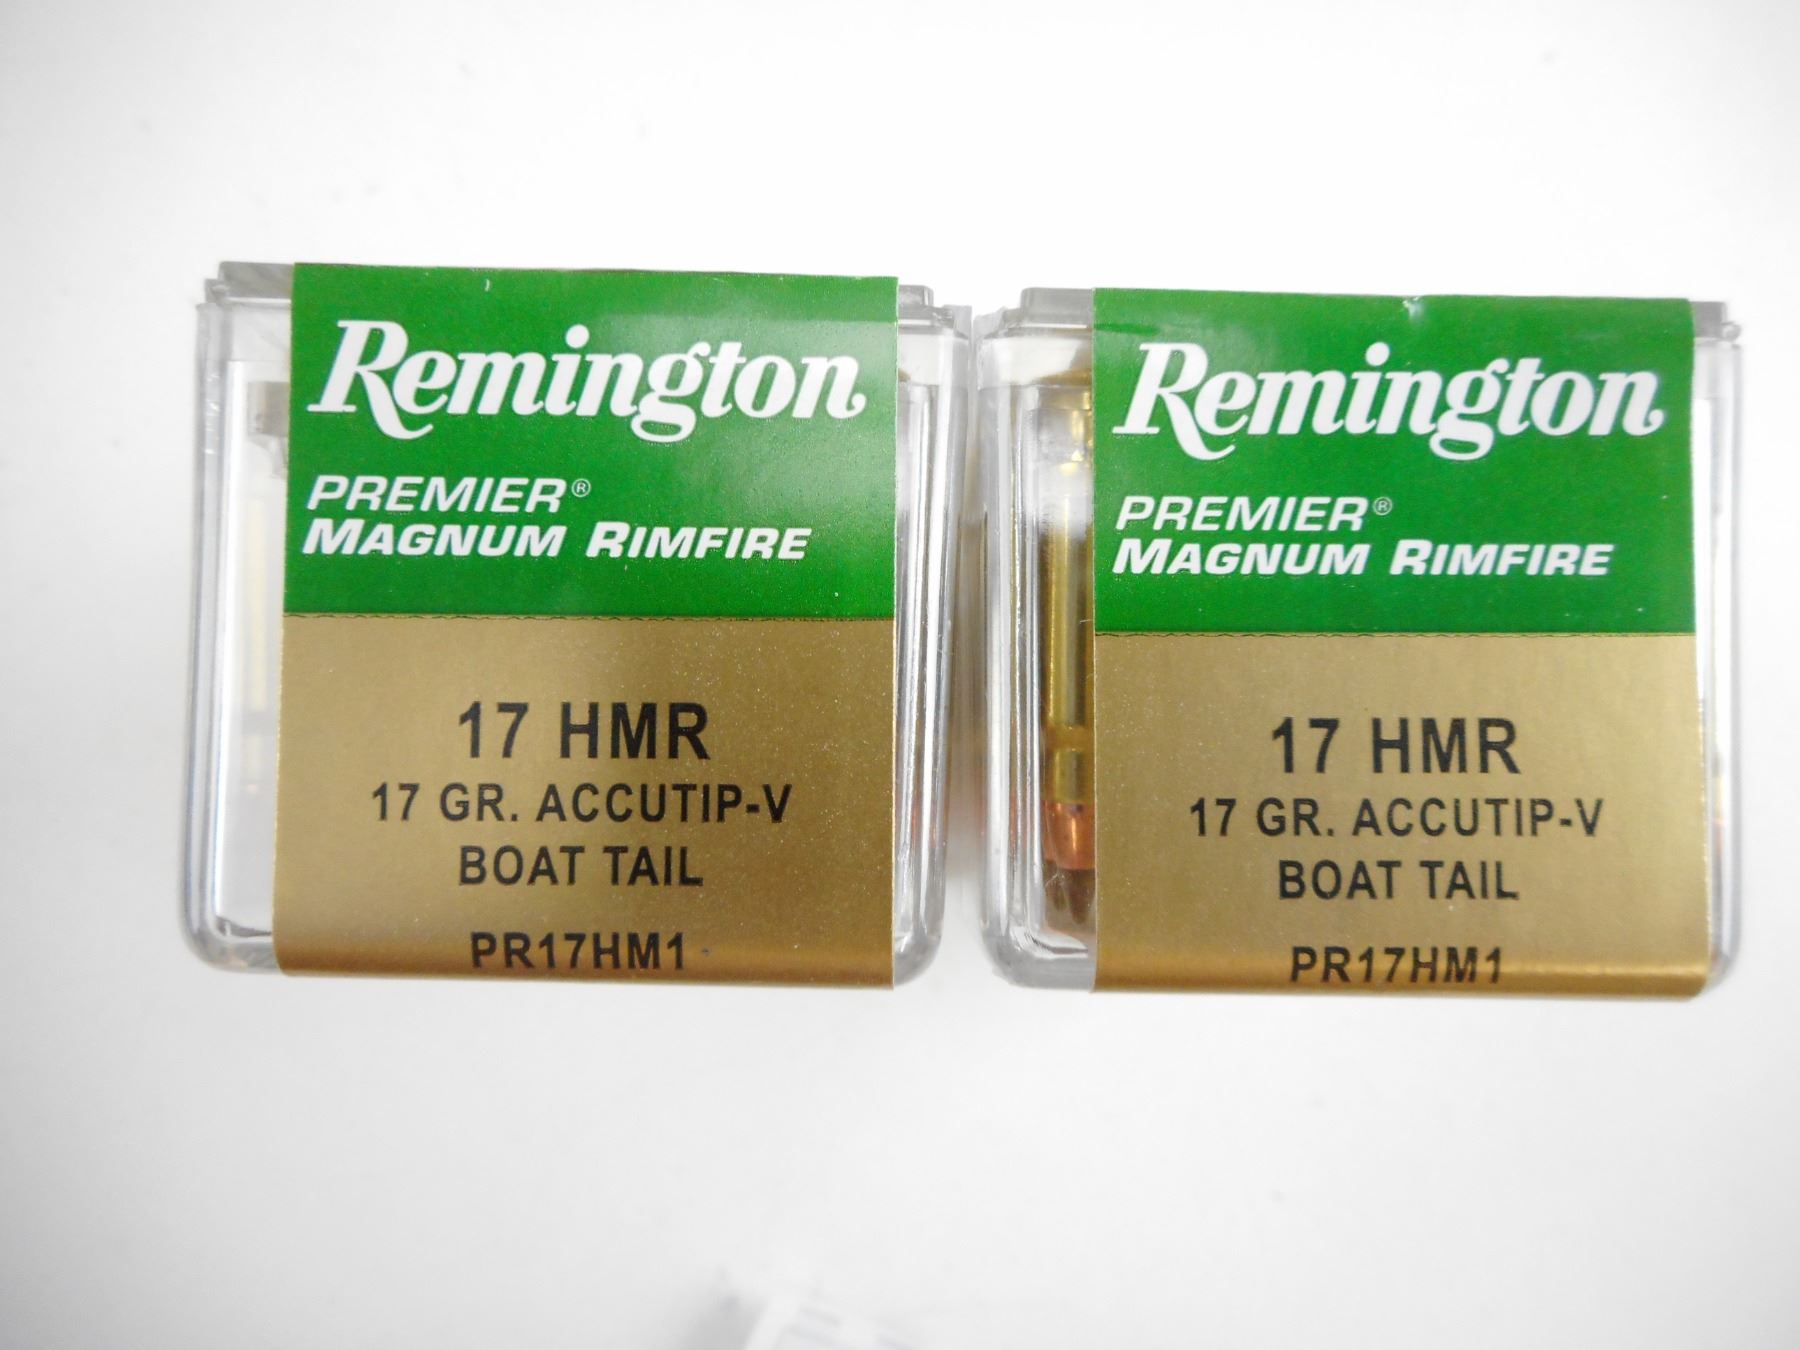 Remington
PREMIER®
MAGNUM RIMFIRE
17 HMR
17 GR. ACCUTIP-V
BOAT TAIL
PR17HM1
Remington
PREMIER®
MAGNUM RIMFIRE
17 HMR
17 GR. ACCUTIP-V
BOAT TAIL
PR17HM1